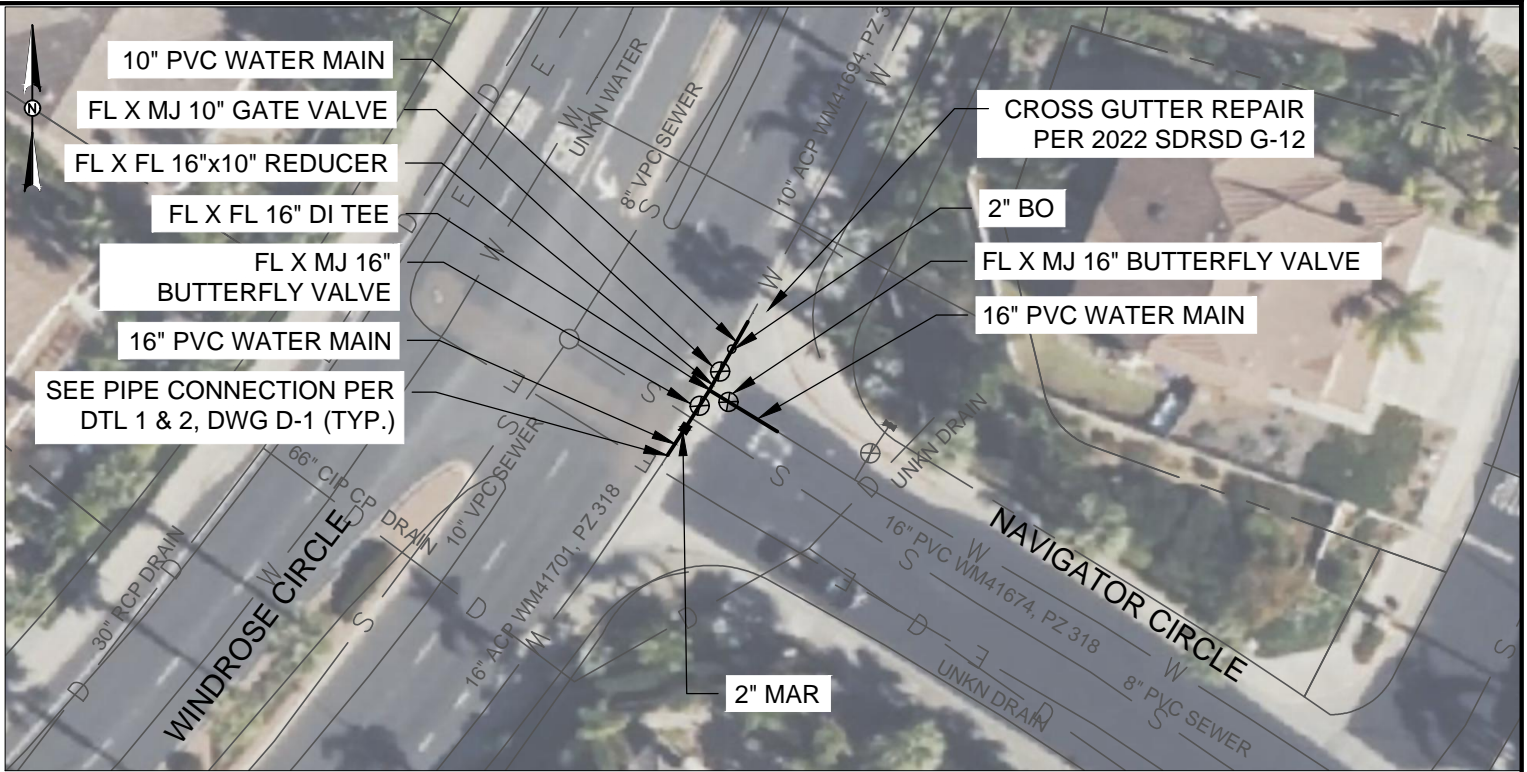 N
10" PVC WATER MAIN
FL X MJ 10" GATE VALVE
FL X FL 16"x10" REDUCER
FL X FL 16" DI TEE
FL X MJ 16"
BUTTERFLY VALVE
16" PVC WATER MAIN
SEE PIPE CONNECTION PER
DTL 1 & 2, DWG D-1 (TYP.)
CROSS GUTTER REPAIR
PER 2022 SDRSD G-12
2" BO
FL X MJ 16" BUTTERFLY VALVE
16" PVC WATER MAIN
2" MAR
UNKN WATER
8" VPC SEWER
10" ACP WM41694, PZ 3
66" CIP CP DRAIN
10" VPC SEWER
30" RCP DRAIN
WINDROSE CIRCLE
16" ACP WM41701, PZ 318
UNKN DRAIN
16" PVC WM41674, PZ 318
NAVIGATOR CIRCLE
8" PVC SEWER
UNKN DRAIN
D
E
W
D
E
W
W
S
S
W
E
S
S
E
S
D
W
D
D
S
D
W
D
S
S
D
W
W
E
D
E
D
S
S